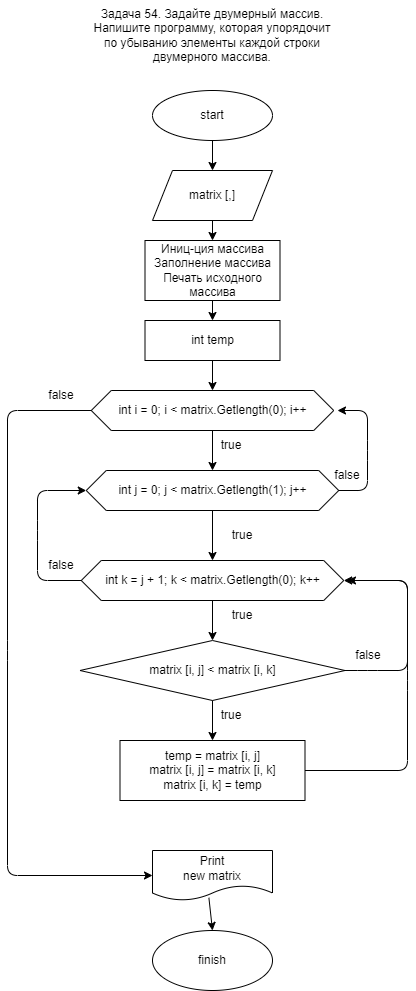 Задача 54. Задайте двумерный массив.
Напишите программу, которая упорядочит
по убыванию элементы каждой строки
двумерного массива.
start
matrix [,]
Иниц-ция массива
Заполнение массива
Печать исходного
массива
int temp
false
int i = 0; i < matrix.Getlength(0); i++
true
false
int j = 0; j < matrix.Getlength(1); j++
true
false
int k = j + 1; k < matrix.Getlength(0); k++
true
false
matrix [i, j] < matrix [i, k]
true
temp = matrix [i, j]
matrix [i, j] = matrix [i, k]
matrix [i, k] = temp
Print
new matrix
finish